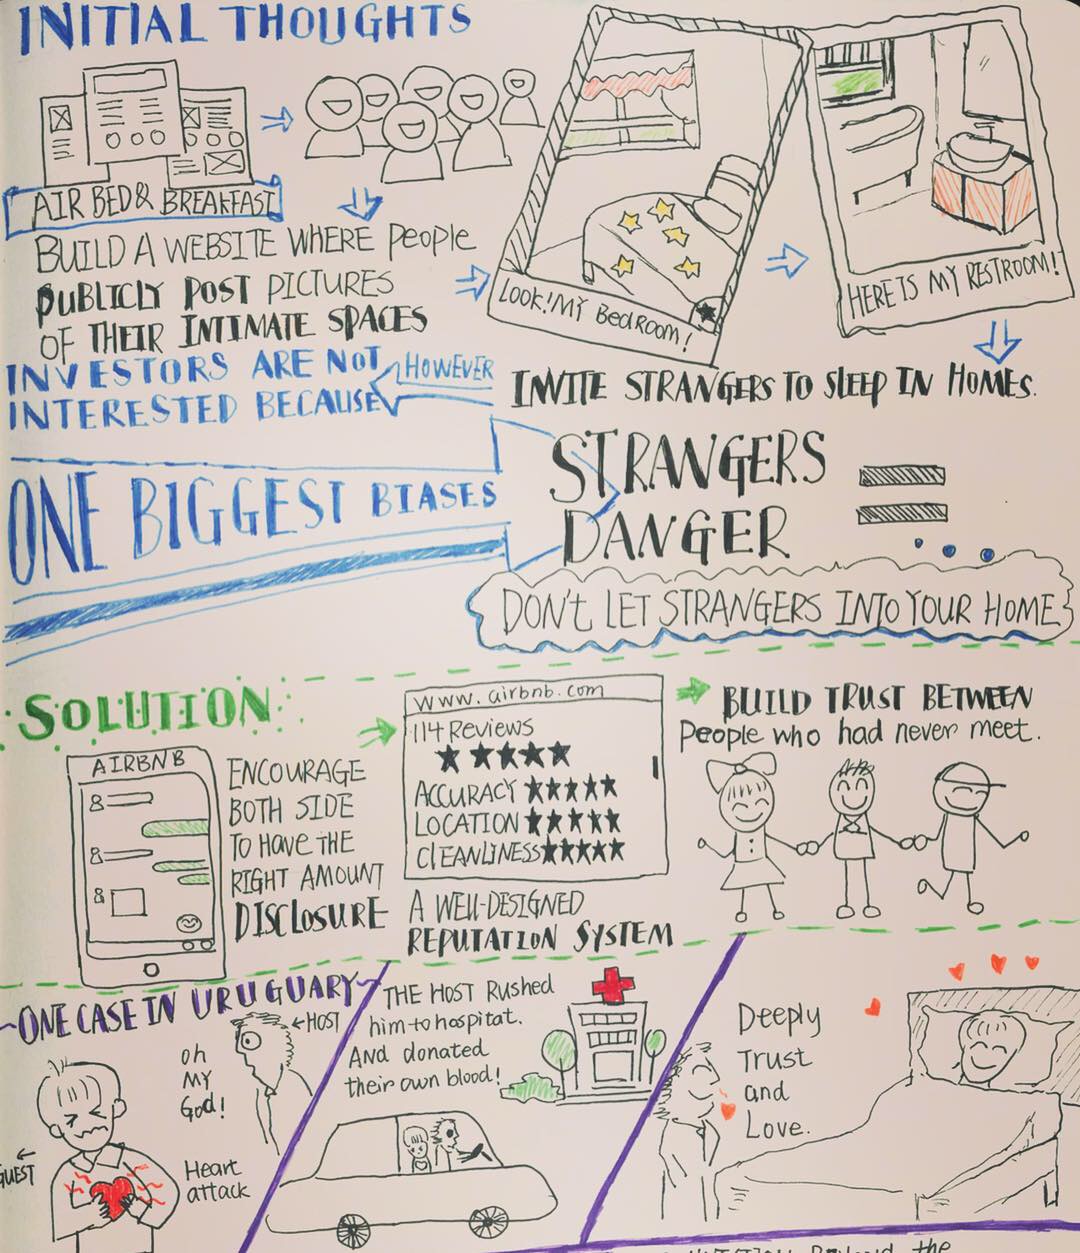 INITIAL THOUGHTS
AIR BED & BREAKFAST
BUILD A WEBSITE WHERE People
PUBLICLY POST PICTURES
OF THEIR INTIMATE SPACES
LOOK! MY BedROOM!
HERE IS MY RESTROOM!
INVITE STRANGERS TO SLEEP IN HOMES.
HOWEVER
INVESTORS ARE NOT
INTERESTED BECAUSE
ONE BIGGEST BIASES
STRANGERS
DANGER
DON'T LET STRANGERS INTO YOUR HOME
SOLUTION
AIRBNB
ENCOURAGE
BOTH SIDE
TO HAVE THE
RIGHT AMOUNT
DISCLOSURE
www.airbnb.com
114 Reviews
ACCURACY
LOCATION
ClEANLINESS
A WELL-DESIGNED
REPUTATION SYSTEM
BUILD TRUST BETWEEN
People who had never meet.
ONE CASE IN URUGUARY
HOST
oh
MY
God!
GUEST
Heart
attack
THE HOST RUSHED
him to hospitat.
AND donated
their own blood!
DEEPLY
TRUST
and
LOVE.
the